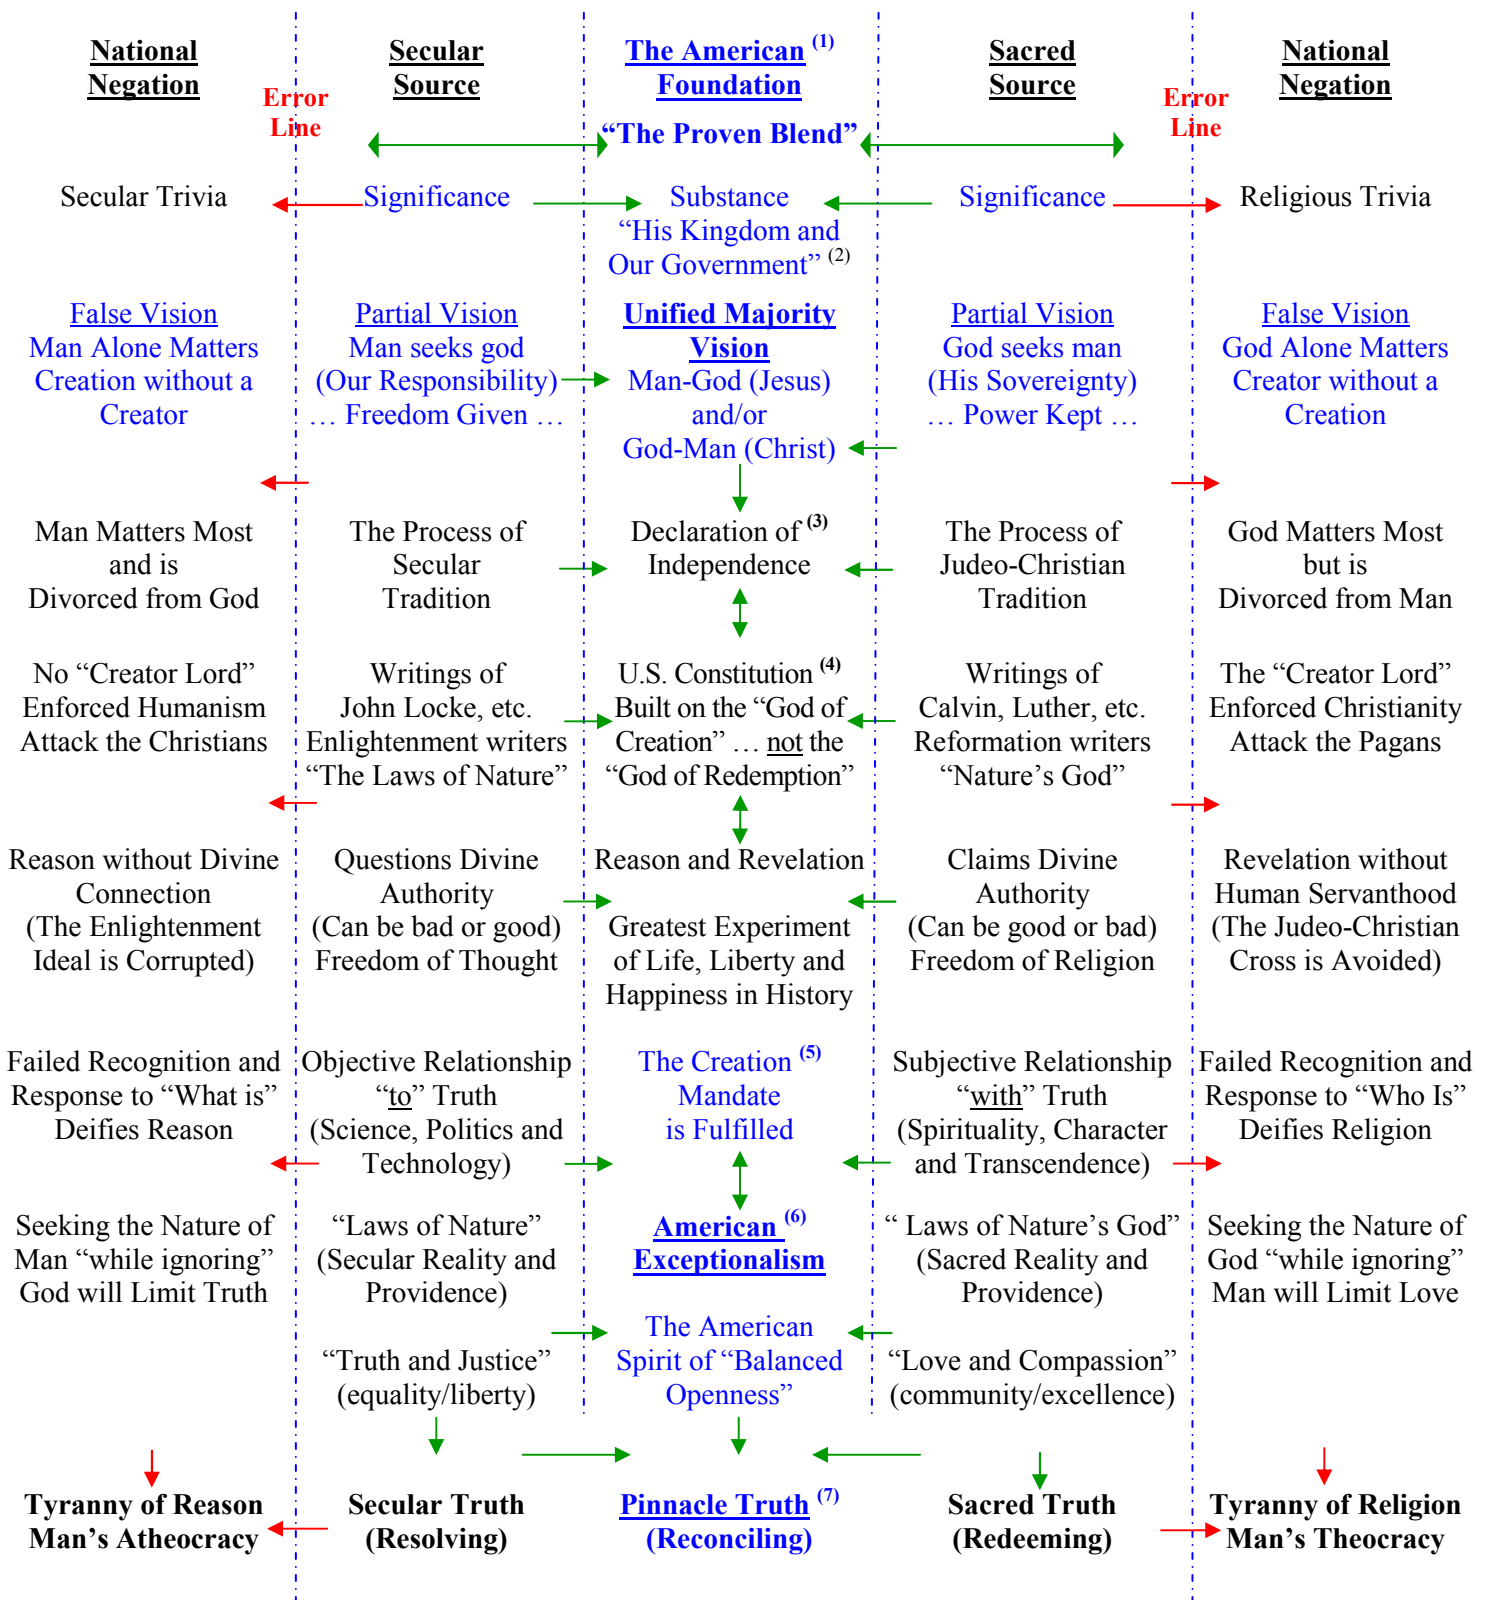 National
Negation
Error
Line
Secular
Source
The American (1)
Foundation
“The Proven Blend”
Sacred
Source
Error
Line
National
Negation
Secular Trivia
Significance
Substance
“His Kingdom and
Our Government” (2)
Significance
Religious Trivia
False Vision
Man Alone Matters
Creation without a
Creator
Partial Vision
Man seeks god
(Our Responsibility)
… Freedom Given …
Unified Majority
Vision
Man-God (Jesus)
and/or
God-Man (Christ)
Partial Vision
God seeks man
(His Sovereignty)
… Power Kept …
False Vision
God Alone Matters
Creator without a
Creation
Man Matters Most
and is
Divorced from God
The Process of
Secular
Tradition
Declaration of (3)
Independence
The Process of
Judeo-Christian
Tradition
God Matters Most
but is
Divorced from Man
No “Creator Lord”
Enforced Humanism
Attack the Christians
Writings of
John Locke, etc.
Enlightenment writers
“The Laws of Nature”
U.S. Constitution (4)
Built on the “God of
Creation” … not the
“God of Redemption”
Writings of
Calvin, Luther, etc.
Reformation writers
“Nature’s God”
The “Creator Lord”
Enforced Christianity
Attack the Pagans
Reason without Divine
Connection
(The Enlightenment
Ideal is Corrupted)
Questions Divine
Authority
(Can be bad or good)
Freedom of Thought
Reason and Revelation
Greatest Experiment
of Life, Liberty and
Happiness in History
Claims Divine
Authority
(Can be good or bad)
Freedom of Religion
Revelation without
Human Servanthood
(The Judeo-Christian
Cross is Avoided)
Failed Recognition and
Response to “What is”
Deifies Reason
Objective Relationship
“to” Truth
(Science, Politics and
Technology)
The Creation (5)
Mandate
is Fulfilled
Subjective Relationship
“with” Truth
(Spirituality, Character
and Transcendence)
Failed Recognition and
Response to “Who Is”
Deifies Religion
Seeking the Nature of
Man “while ignoring”
God will Limit Truth
“Laws of Nature”
(Secular Reality and
Providence)
American (6)
Exceptionalism
“ Laws of Nature’s God”
(Sacred Reality and
Providence)
Seeking the Nature of
God “while ignoring”
Man will Limit Love
“Truth and Justice”
(equality/liberty)
The American
Spirit of “Balanced
Openness”
“Love and Compassion”
(community/excellence)
Tyranny of Reason
Man’s Atheocracy
Secular Truth
(Resolving)
Pinnacle Truth (7)
(Reconciling)
Sacred Truth
(Redeeming)
Tyranny of Religion
Man’s Theocracy